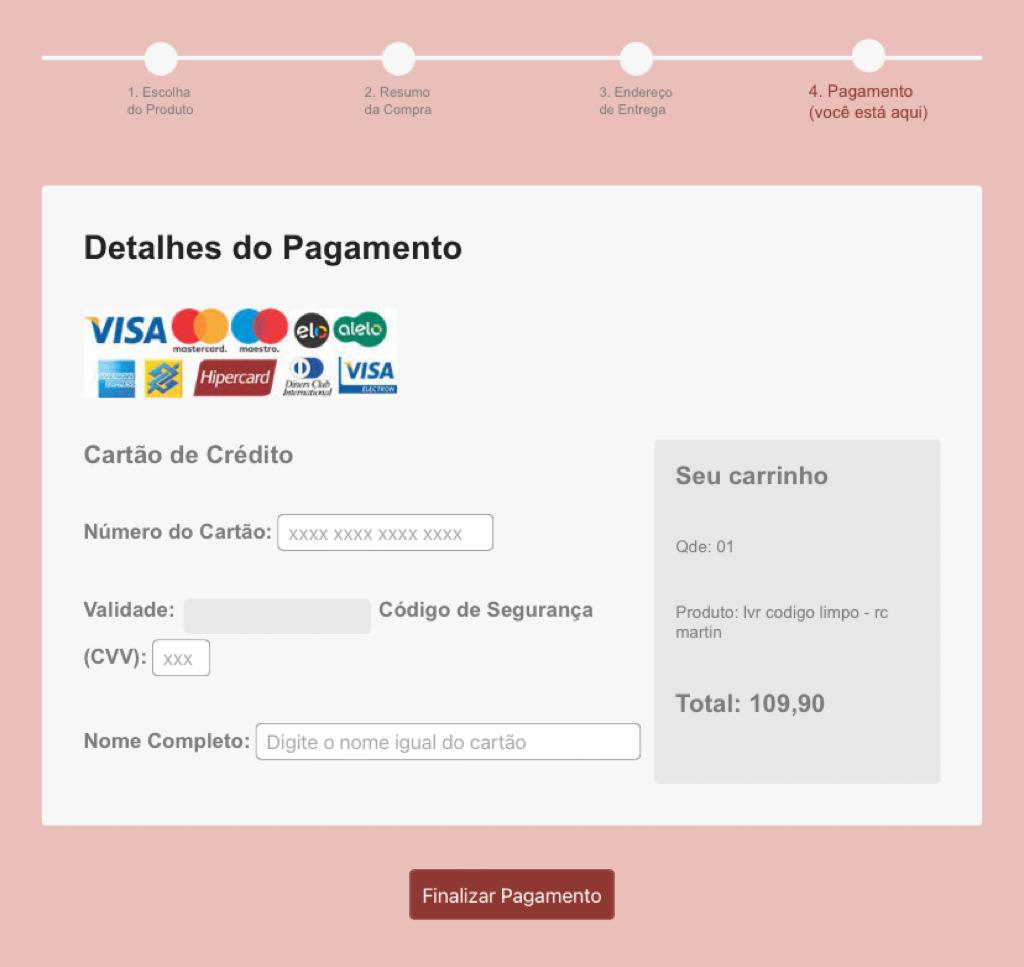 1. Escolha
do Produto
2. Resumo
da Compra
3. Endereço
de Entrega
4. Pagamento
(você está aqui)
Detalhes do Pagamento
VISA
mastercard.
maestro.
elo
alelo
Hipercard
Diners Club
International
VISA
ELECTRON
Cartão de Crédito
Número do Cartão: xxxx xxxx xxxx xxxx
Validade: Código de Segurança
(CVV): xxx
Nome Completo: Digite o nome igual do cartão
Seu carrinho
Qde: 01
Produto: lvr codigo limpo - rc
martin
Total: 109,90
Finalizar Pagamento